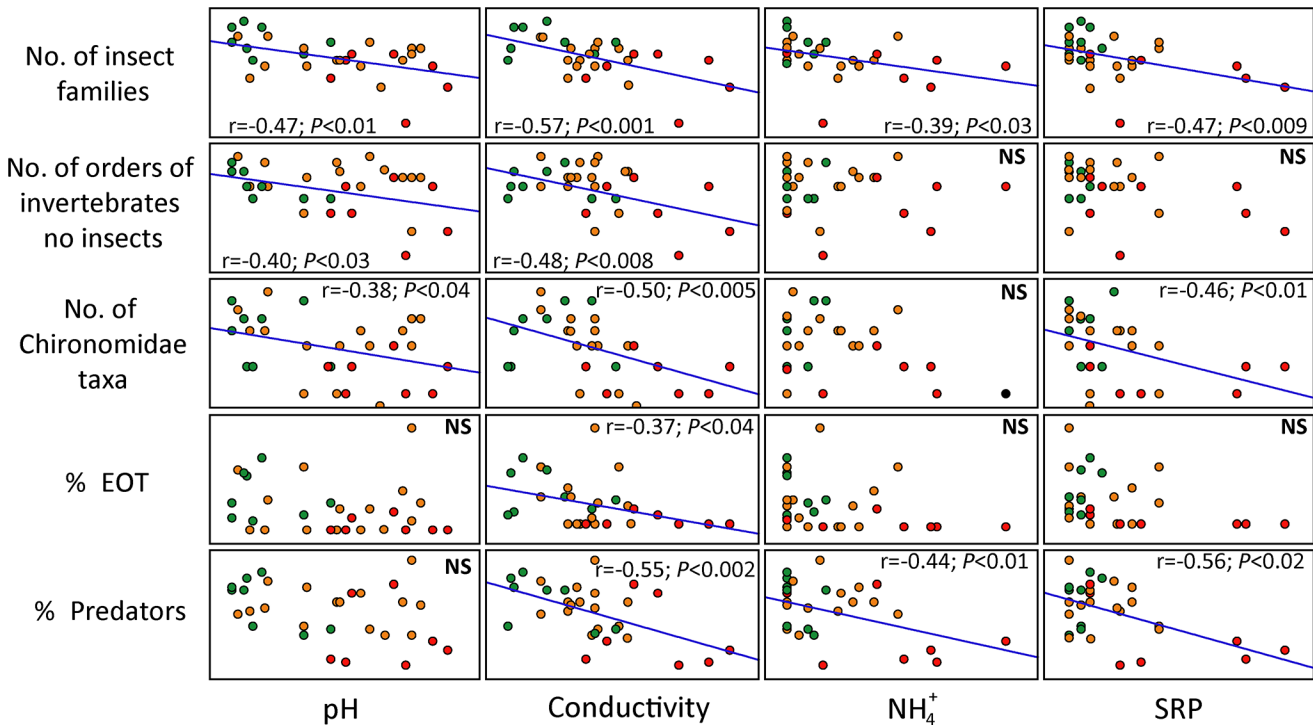 No. of insect
families
r=-0.47; P<0.01
r=-0.57; P<0.001
r=-0.39; P<0.03
r=-0.47; P<0.009
No. of orders of
invertebrates
no insects
r=-0.40; P<0.03
r=-0.48; P<0.008
NS
NS
No. of
Chironomidae
taxa
r=-0.38; P<0.04
r=-0.50; P<0.005
NS
r=-0.46; P<0.01
% EOT
NS
r=-0.37; P<0.04
NS
NS
% Predators
NS
r=-0.55; P<0.002
r=-0.44; P<0.01
r=-0.56; P<0.02
pH
Conductivity
NH₄⁺
SRP